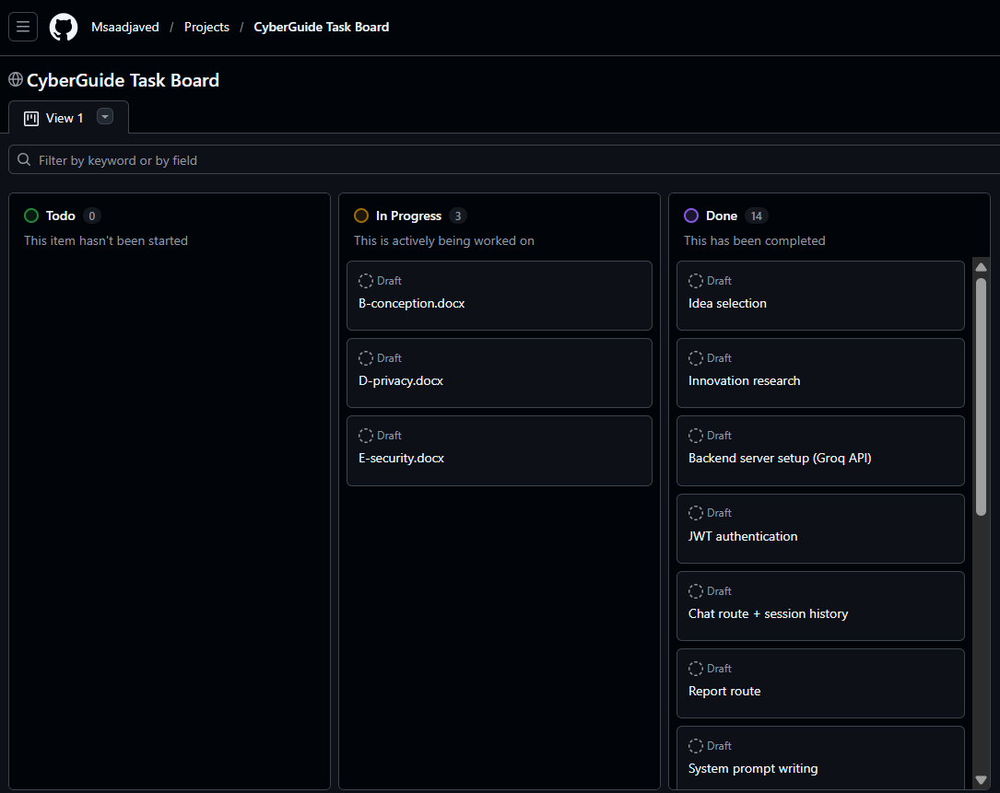 Msaadjaved / Projects / CyberGuide Task Board
CyberGuide Task Board
View 1
Filter by keyword or by field
Todo 0
This item hasn't been started
In Progress 3
This is actively being worked on
Draft
B-conception.docx
Draft
D-privacy.docx
Draft
E-security.docx
Done 14
This has been completed
Draft
Idea selection
Draft
Innovation research
Draft
Backend server setup (Groq API)
Draft
JWT authentication
Draft
Chat route + session history
Draft
Report route
Draft
System prompt writing